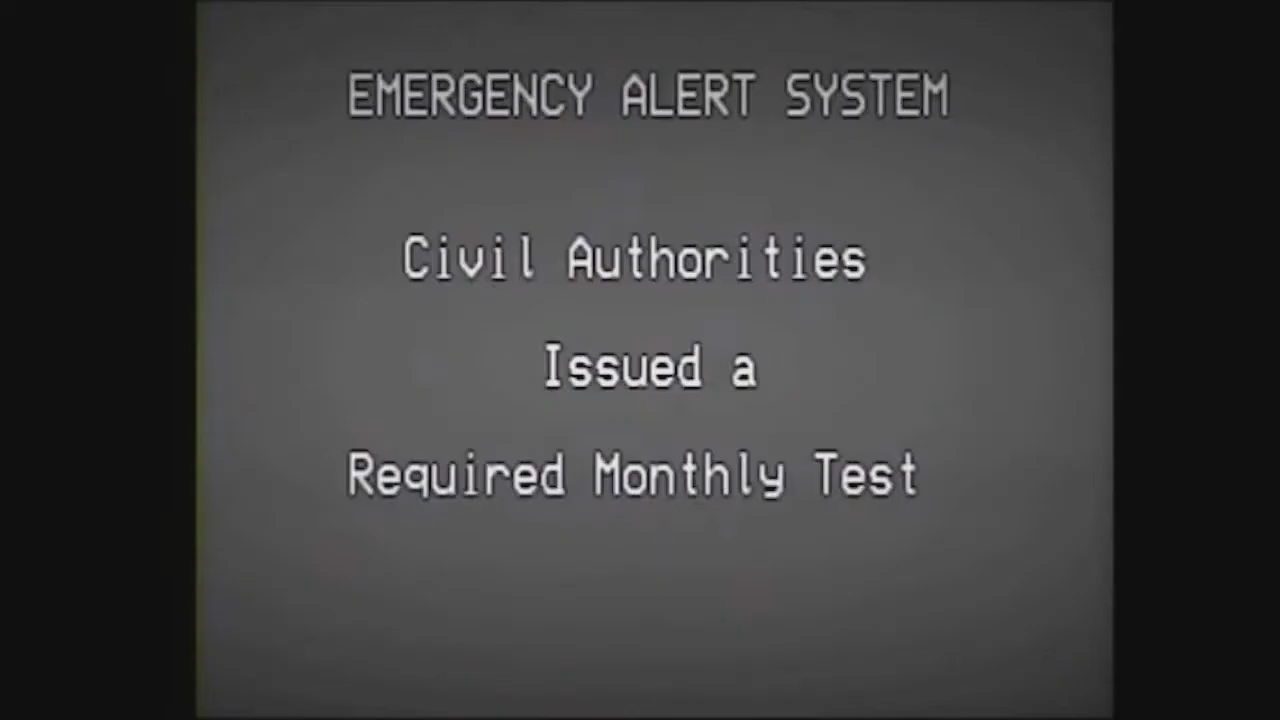 EMERGENCY ALERT SYSTEM
Civil Authorities
Issued a
Required Monthly Test